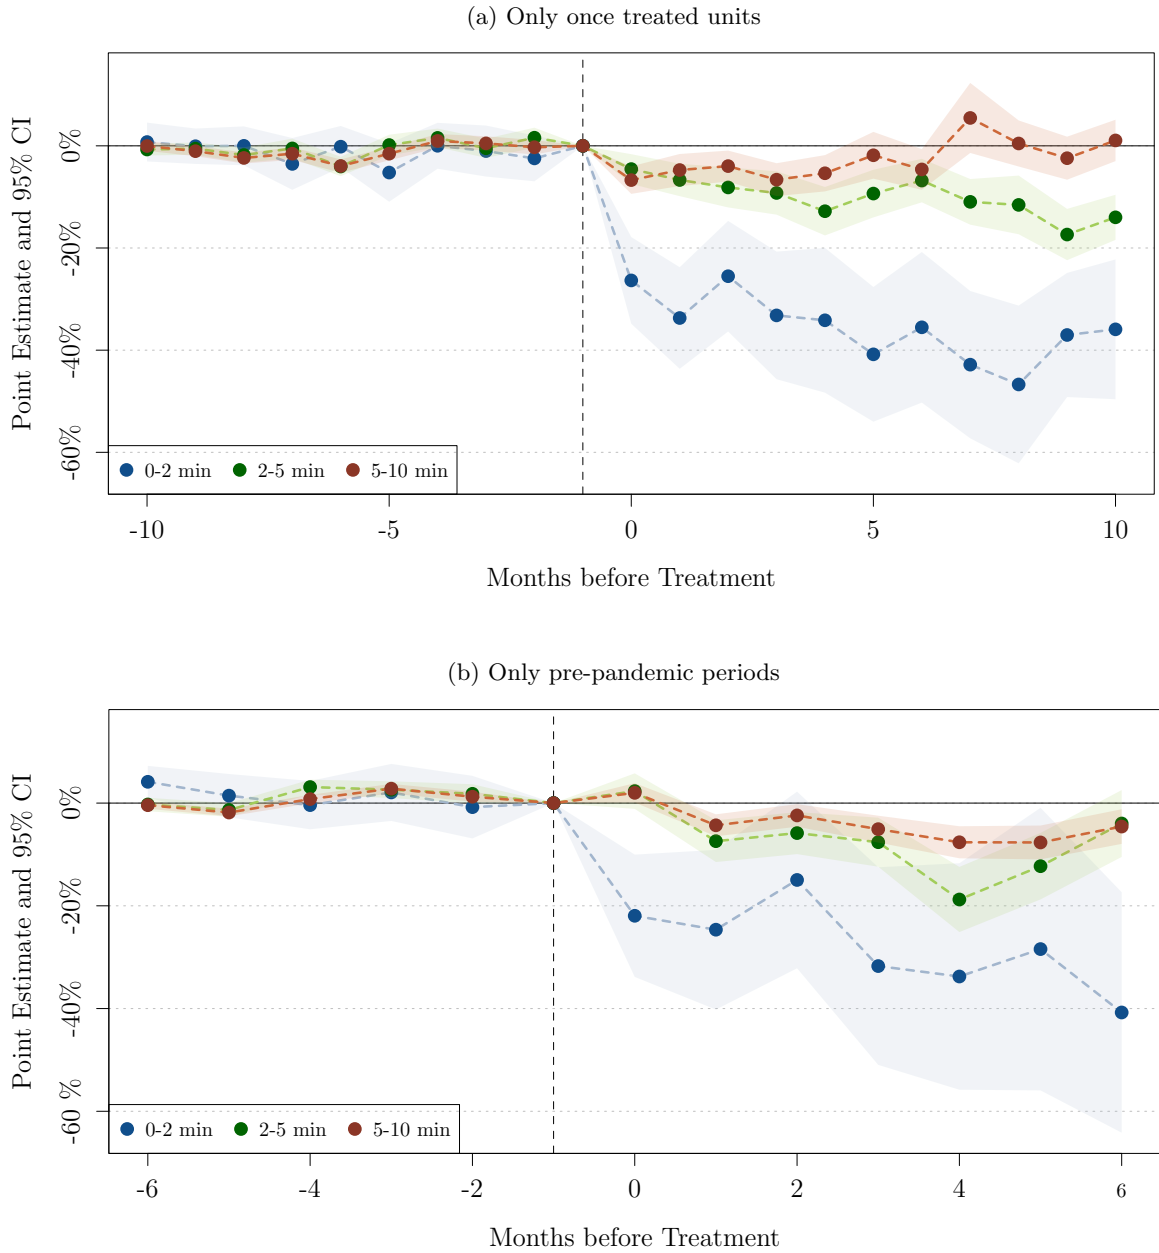 (a) Only once treated units
Point Estimate and 95% CI
0%
-20%
-40%
-60%
0-2 min 2-5 min 5-10 min
-10 -5 0 5 10
Months before Treatment
(b) Only pre-pandemic periods
Point Estimate and 95% CI
0%
-20%
-40%
-60 %
0-2 min 2-5 min 5-10 min
-6 -4 -2 0 2 4 6
Months before Treatment